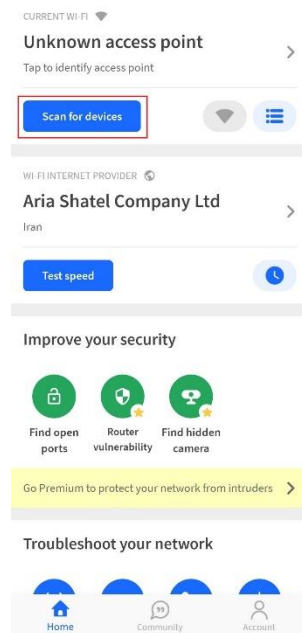 CURRENT WI-FI
Unknown access point
Tap to identify access point
Scan for devices
WI-FI INTERNET PROVIDER
Aria Shatel Company Ltd
Iran
Test speed
Improve your security
Find open ports
Router vulnerability
Find hidden camera
Go Premium to protect your network from intruders
Troubleshoot your network
Home
Community
Account